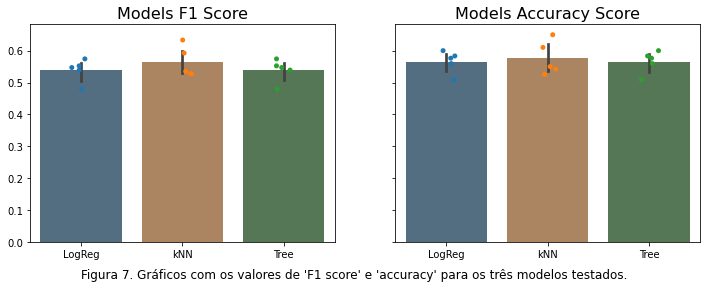 Models F1 Score
Models Accuracy Score
0.6
0.5
0.4
0.3
0.2
0.1
0.0
LogReg
kNN
Tree
LogReg
kNN
Tree
Figura 7. Gráficos com os valores de 'F1 score' e 'accuracy' para os três modelos testados.